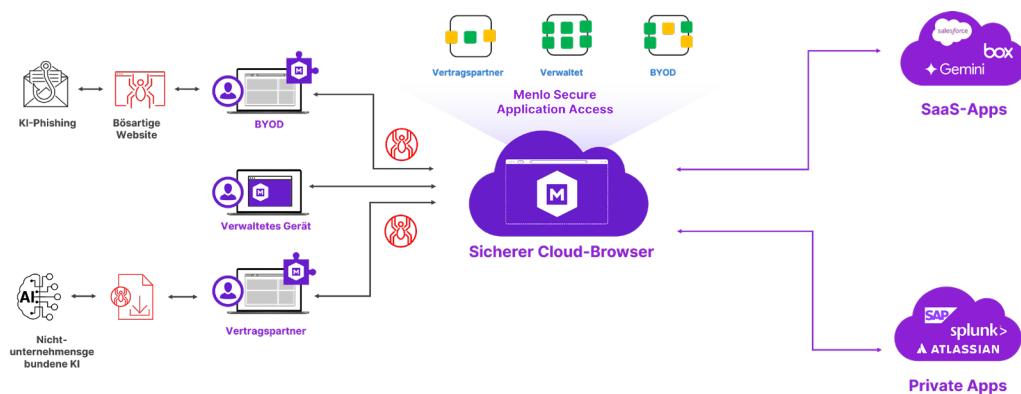 Vertragspartner
Verwaltet
BYOD
Menlo Secure
Application Access
KI-Phishing
Bösartige
Website
BYOD
Verwaltetes Gerät
AI
Nicht-
unternehmensge
bundene KI
Vertragspartner
M
M
M
M
Sicherer Cloud-Browser
salesforce
box
Gemini
SaaS-Apps
SAP
splunk>
ATLASSIAN
Private Apps